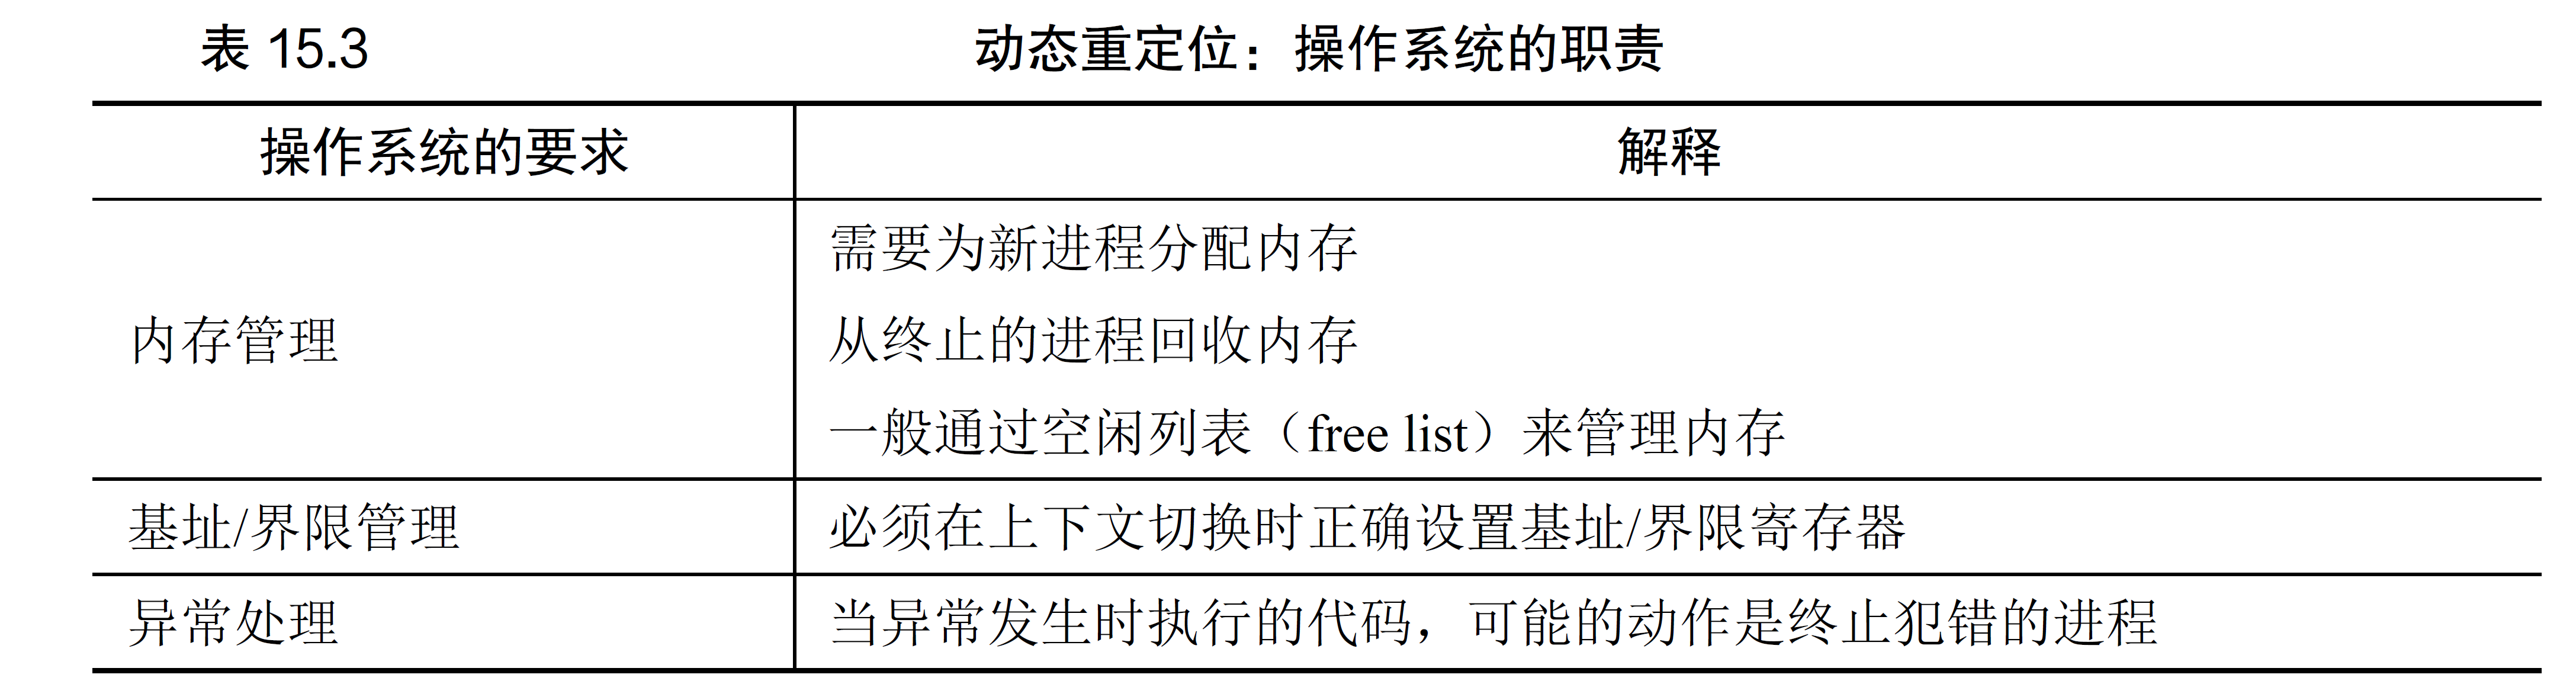 表 15.3 动态重定位：操作系统的职责
操作系统的要求 解释
需要为新进程分配内存
内存管理 从终止的进程回收内存
一般通过空闲列表（free list）来管理内存
基址/界限管理 必须在上下文切换时正确设置基址/界限寄存器
异常处理 当异常发生时执行的代码，可能的动作是终止犯错的进程